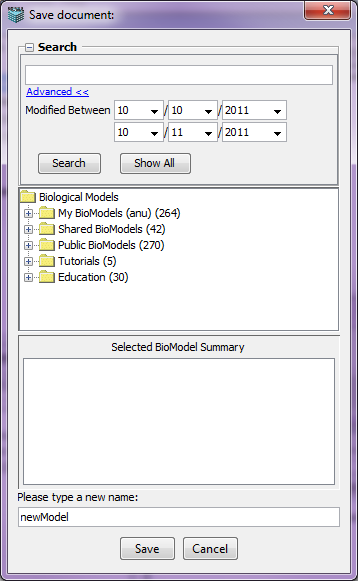 Save document:
Search
Advanced <<
Modified Between 10 / 10 / 2011
10 / 11 / 2011
Search Show All
Biological Models
My BioModels (anu) (264)
Shared BioModels (42)
Public BioModels (270)
Tutorials (5)
Education (30)
Selected BioModel Summary
Please type a new name:
newModel
Save Cancel